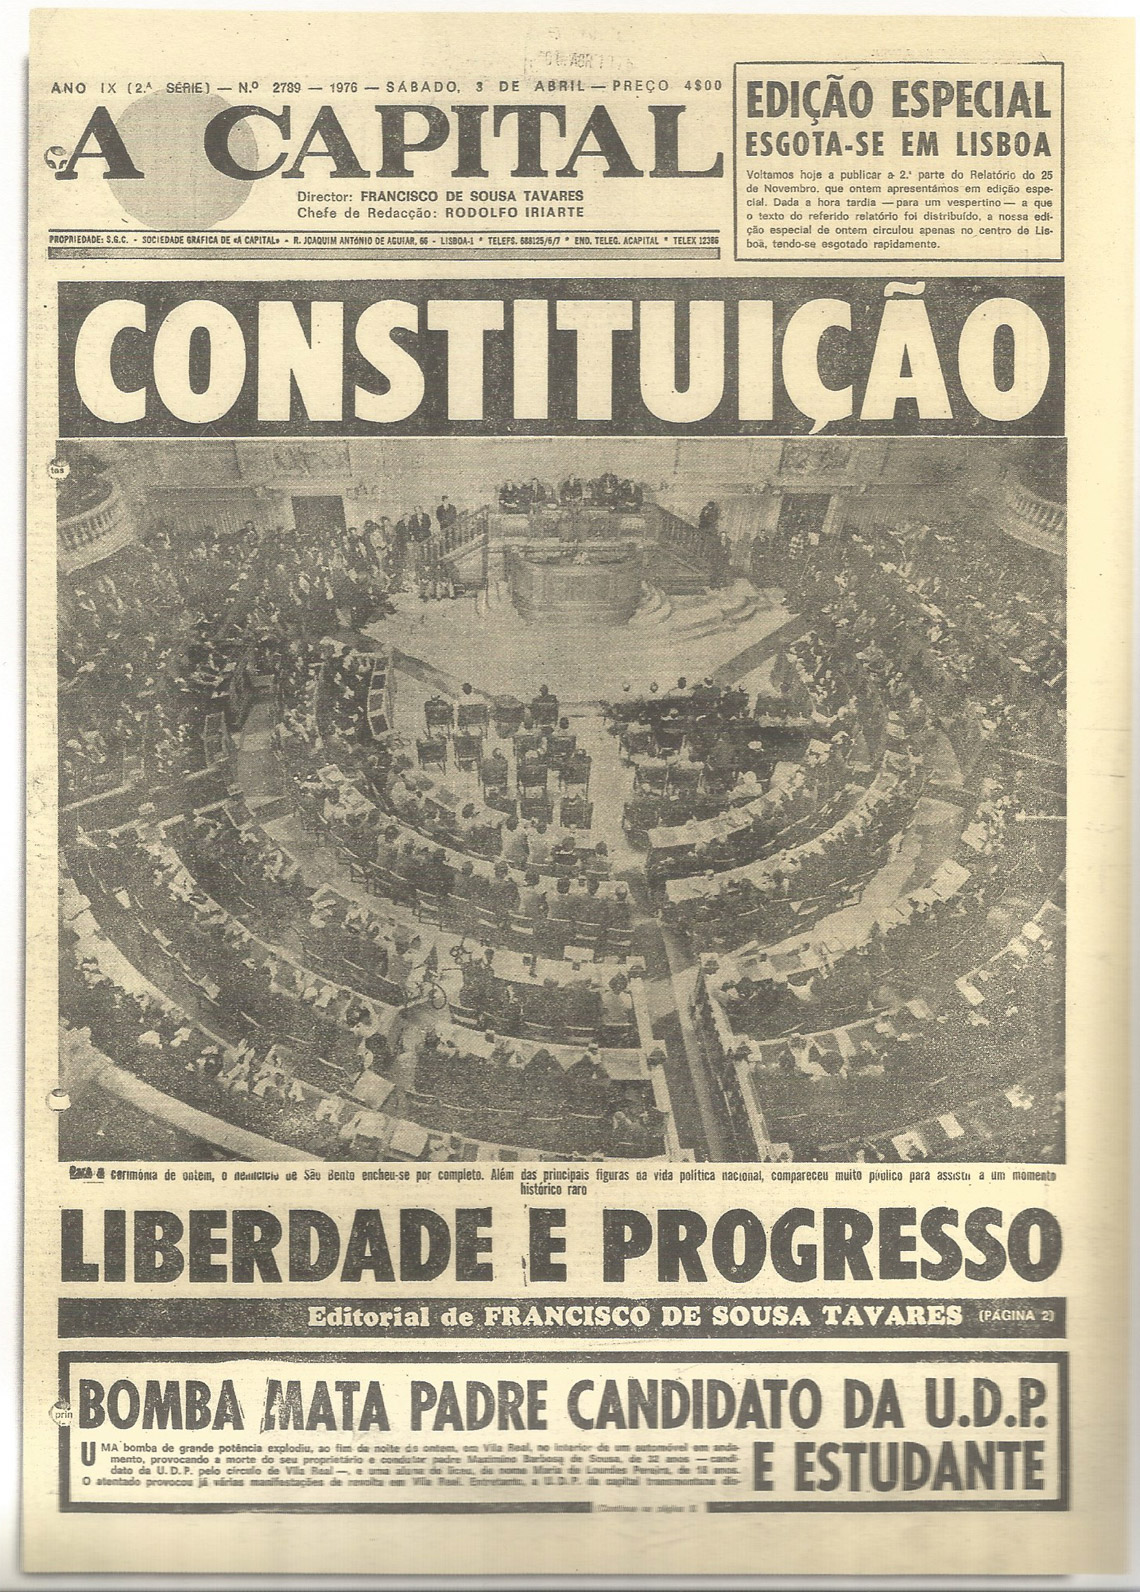 ANO IX (2.ª SÉRIE) — N.º 2789 — 1976 — SÁBADO, 3 DE ABRIL — PREÇO 4$00
A CAPITAL
Director: FRANCISCO DE SOUSA TAVARES
Chefe de Redacção: RODOLFO IRIARTE
PROPRIEDADE: S.G.C. - SOCIEDADE GRÁFICA DE «A CAPITAL» - R. JOAQUIM ANTÓNIO DE AGUIAR, 66 - LISBOA-1 * TELEFS. 688125/6/7 * END. TELEG. ACAPITAL * TELEX 12386
EDIÇÃO ESPECIAL
ESGOTA-SE EM LISBOA
Voltamos hoje a publicar a 2.ª parte do Relatório do 25
de Novembro, que ontem apresentámos em edição espe-
cial. Dada a hora tardia — para um vespertino — a que
o texto do referido relatório foi distribuído, a nossa edi-
ção especial de ontem circulou apenas no centro de Lis-
boa, tendo-se esgotado rapidamente.
CONSTITUIÇÃO
tas
Para a cerimónia de ontem, o hemiciclo de São Bento encheu-se por completo. Além das principais figuras da vida política nacional, compareceu muito público para assistir a um momento
histórico raro
LIBERDADE E PROGRESSO
Editorial de FRANCISCO DE SOUSA TAVARES (PÁGINA 2)
prin
BOMBA MATA PADRE CANDIDATO DA U.D.P.
E ESTUDANTE
UMA bomba de grande potência explodiu, ao fim da noite de ontem, em Vila Real, no interior de um automóvel em anda-
mento, provocando a morte do seu proprietário e condutor padre Maximino Barbosa de Sousa, de 32 anos — candi-
dato da U.D.P. pelo círculo de Vila Real —, e uma aluna do liceu, de nome Maria de Lourdes Pereira, de 18 anos.
O atentado provocou já várias manifestações de revolta em Vila Real. Entretanto, a U.D.P. da capital transmontana dis-